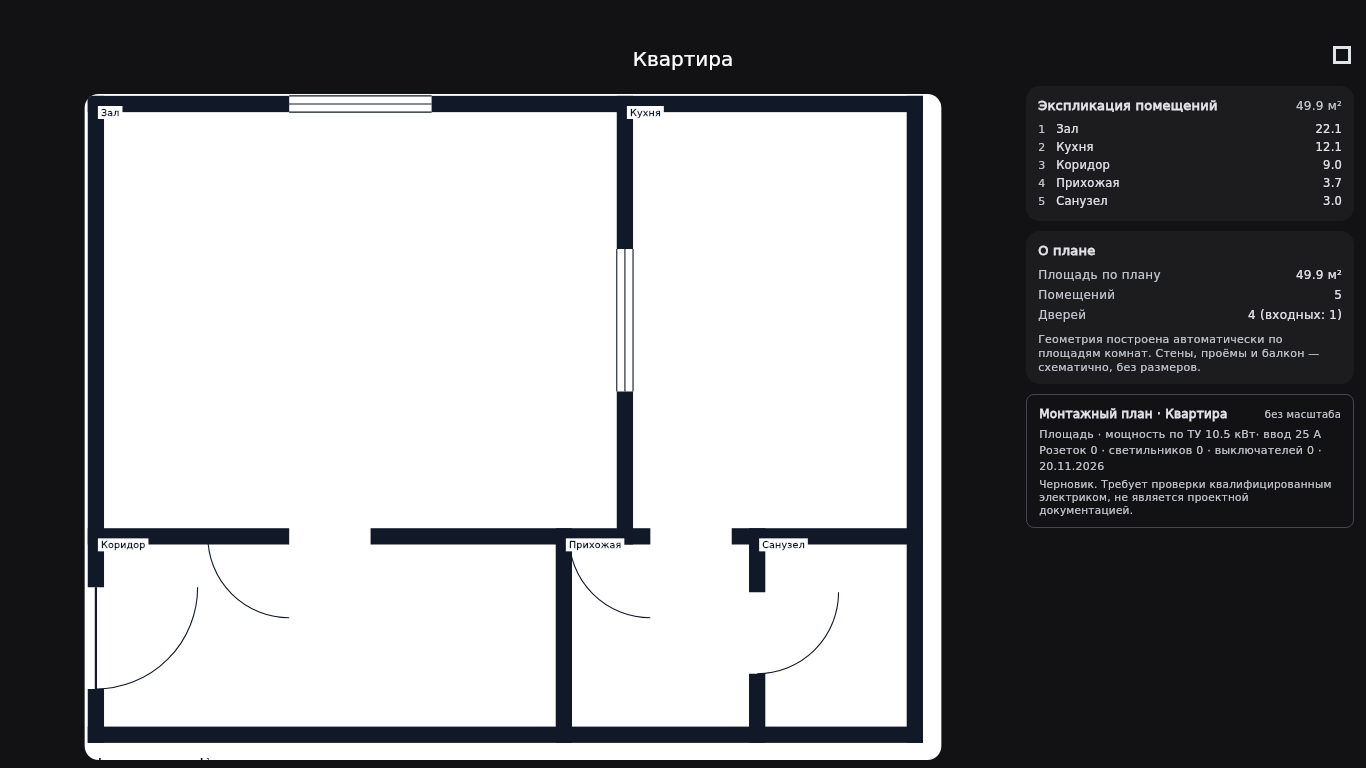 Квартира
Зал
Кухня
Коридор
Прихожая
Санузел
Экспликация помещений 49.9 м²
1 Зал 22.1
2 Кухня 12.1
3 Коридор 9.0
4 Прихожая 3.7
5 Санузел 3.0
О плане
Площадь по плану 49.9 м²
Помещений 5
Дверей 4 (входных: 1)
Геометрия построена автоматически по
площадям комнат. Стены, проёмы и балкон —
схематично, без размеров.
Монтажный план · Квартира без масштаба
Площадь · мощность по ТУ 10.5 кВт· ввод 25 А
Розеток 0 · светильников 0 · выключателей 0 ·
20.11.2026
Черновик. Требует проверки квалифицированным
электриком, не является проектной
документацией.